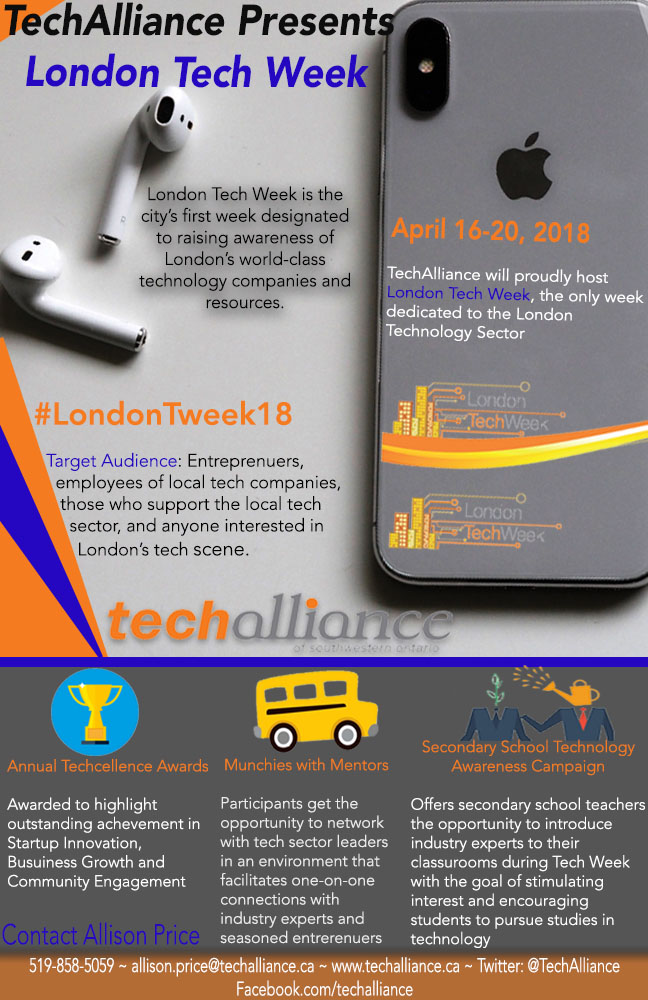 TechAlliance Presents
London Tech Week
London Tech Week is the
city's first week designated
to raising awareness of
London's world-class
technology companies and
resources.
April 16-20, 2018
TechAlliance will proudly host
London Tech Week, the only week
dedicated to the London
Technology Sector
London
TechWeek
#LondonTweek18
Target Audience: Entreprenuers,
employees of local tech companies,
those who support the local tech
sector, and anyone interested in
London's tech scene.
London
TechWeek
techalliance
of southwestern ontario
Annual Techcellence Awards
Awarded to highlight
outstanding achevement in
Startup Innovation,
Busuiness Growth and
Community Engagement
Munchies with Mentors
Participants get the
opportunity to network
with tech sector leaders
in an environment that
facilitates one-on-one
connections with
industry experts and
seasoned entrerenuers
Secondary School Technology
Awareness Campaign
Offers secondary school teachers
the opportunity to introduce
industry experts to their
classurooms during Tech Week
with the goal of stimulating
interest and encouraging
students to pursue studies in
technology
Contact Allison Price
519-858-5059 ~ allison.price@techalliance.ca ~ www.techalliance.ca ~ Twitter: @TechAlliance
Facebook.com/techalliance